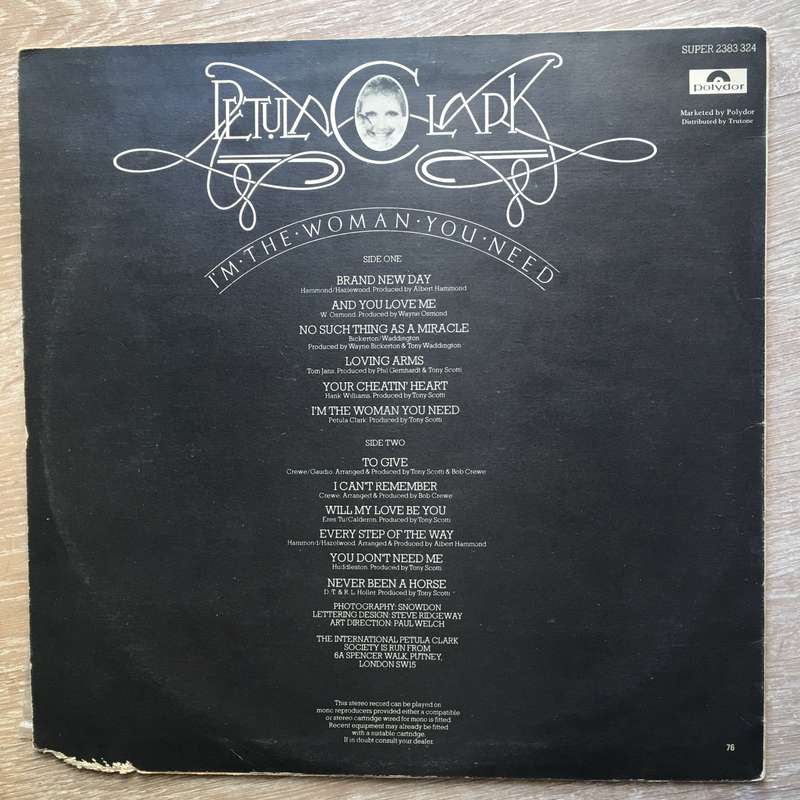 SUPER 2383 324
Polydor
Marketed by Polydor
Distributed by Trutone
PETULA CLARK
I'M·THE·WOMAN·YOU·NEED
SIDE ONE
BRAND NEW DAY
Hammond/Hazlewood. Produced by Albert Hammond
AND YOU LOVE ME
W. Osmond. Produced by Wayne Osmond
NO SUCH THING AS A MIRACLE
Bickerton/Waddington
Produced by Wayne Bickerton & Tony Waddington
LOVING ARMS
Tom Jans. Produced by Phil Gernhardt & Tony Scotti
YOUR CHEATIN' HEART
Hank Williams. Produced by Tony Scotti
I'M THE WOMAN YOU NEED
Petula Clark. Produced by Tony Scotti
SIDE TWO
TO GIVE
Crewe/Gaudio. Arranged & Produced by Tony Scotti & Bob Crewe
I CAN'T REMEMBER
Crewe. Arranged & Produced by Bob Crewe
WILL MY LOVE BE YOU
Eres Tu/Calderon. Produced by Tony Scotti
EVERY STEP OF THE WAY
Hammond/Hazelwood. Arranged & Produced by Albert Hammond
YOU DON'T NEED ME
Huddleston. Produced by Tony Scotti
NEVER BEEN A HORSE
D. T. & R. L. Holler. Produced by Tony Scotti
PHOTOGRAPHY: SNOWDON
LETTERING DESIGN: STEVE RIDGEWAY
ART DIRECTION: PAUL WELCH
THE INTERNATIONAL PETULA CLARK
SOCIETY IS RUN FROM
6A SPENCER WALK, PUTNEY,
LONDON SW15
This stereo record can be played on
mono reproducers provided either a compatible
or stereo cartridge wired for mono is fitted.
Recent equipment may already be fitted
with a suitable cartridge.
If in doubt consult your dealer.
76